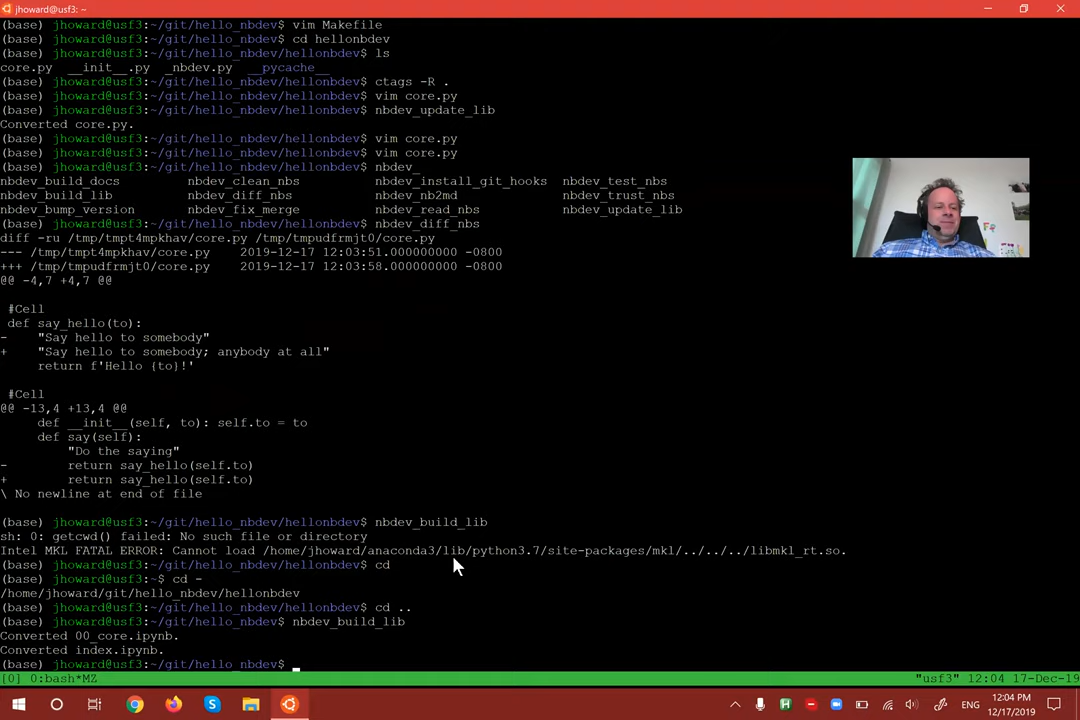 jhoward@usf3: ~
(base) jhoward@usf3:~/git/hello_nbdev$ vim Makefile
(base) jhoward@usf3:~/git/hello_nbdev$ cd hellonbdev
(base) jhoward@usf3:~/git/hello_nbdev/hellonbdev$ ls
core.py  __init__.py  _nbdev.py  __pycache__
(base) jhoward@usf3:~/git/hello_nbdev/hellonbdev$ ctags -R .
(base) jhoward@usf3:~/git/hello_nbdev/hellonbdev$ vim core.py
(base) jhoward@usf3:~/git/hello_nbdev/hellonbdev$ nbdev_update_lib
Converted core.py.
(base) jhoward@usf3:~/git/hello_nbdev/hellonbdev$ vim core.py
(base) jhoward@usf3:~/git/hello_nbdev/hellonbdev$ vim core.py
(base) jhoward@usf3:~/git/hello_nbdev/hellonbdev$ nbdev_
nbdev_build_docs         nbdev_clean_nbs          nbdev_install_git_hooks  nbdev_test_nbs
nbdev_build_lib          nbdev_diff_nbs           nbdev_nb2md              nbdev_trust_nbs
nbdev_bump_version       nbdev_fix_merge          nbdev_read_nbs           nbdev_update_lib
(base) jhoward@usf3:~/git/hello_nbdev/hellonbdev$ nbdev_diff_nbs
diff -ru /tmp/tmpt4mpkhav/core.py /tmp/tmpudfrmjt0/core.py
--- /tmp/tmpt4mpkhav/core.py    2019-12-17 12:03:51.000000000 -0800
+++ /tmp/tmpudfrmjt0/core.py    2019-12-17 12:03:58.000000000 -0800
@@ -4,7 +4,7 @@
 #Cell
 def say_hello(to):
-    "Say hello to somebody"
+    "Say hello to somebody; anybody at all"
     return f'Hello {to}!'
 #Cell
@@ -13,4 +13,4 @@
     def __init__(self, to): self.to = to
     def say(self):
         "Do the saying"
-        return say_hello(self.to)
+        return say_hello(self.to)
\ No newline at end of file
(base) jhoward@usf3:~/git/hello_nbdev/hellonbdev$ nbdev_build_lib
sh: 0: getcwd() failed: No such file or directory
Intel MKL FATAL ERROR: Cannot load /home/jhoward/anaconda3/lib/python3.7/site-packages/mkl/../../../libmkl_rt.so.
(base) jhoward@usf3:~/git/hello_nbdev/hellonbdev$ cd
(base) jhoward@usf3:~$ cd -
/home/jhoward/git/hello_nbdev/hellonbdev
(base) jhoward@usf3:~/git/hello_nbdev/hellonbdev$ cd ..
(base) jhoward@usf3:~/git/hello_nbdev$ nbdev_build_lib
Converted 00_core.ipynb.
Converted index.ipynb.
(base) jhoward@usf3:~/git/hello_nbdev$
[0] 0:bash*MZ "usf3" 12:04 17-Dec-19
ENG
12:04 PM
12/17/2019